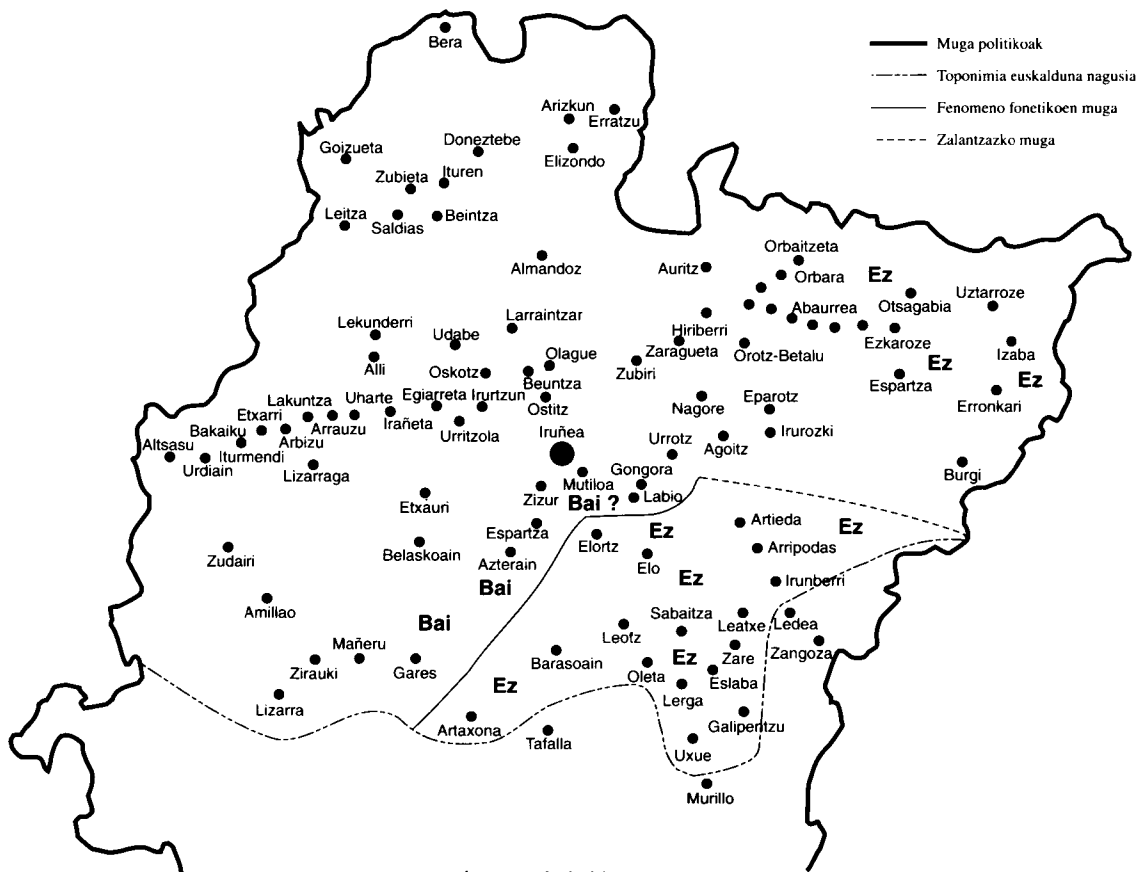 Bera
Muga politikoak
Toponimia euskalduna nagusia
Fenomeno fonetikoen muga
Zalantzazko muga
Arizkun
Erratzu
Goizueta
Doneztebe
Elizondo
Zubieta
Ituren
Leitza
Saldias
Beintza
Almandoz
Auritz
Orbaitzeta
Orbara
Ez
Otsagabia
Uztarroze
Abaurrea
Lekunderri
Udabe
Larraintzar
Hiriberri
Zaragueta
Orotz-Betalu
Ezkaroze
Izaba
Alli
Oskotz
Olague
Beuntza
Zubiri
Espartza
Ez
Ez
Erronkari
Lakuntza
Uharte
Egiarreta
Irurtzun
Ostitz
Nagore
Eparotz
Etxarri
Bakaiku
Arbizu
Arrauzu
Irañeta
Urritzola
Iruñea
Urrotz
Agoitz
Irurozki
Altsasu
Urdiain
Iturmendi
Lizarraga
Mutiloa
Gongora
Burgi
Etxauri
Zizur
Bai ?
Labio
Espartza
Elortz
Ez
Artieda
Ez
Zudairi
Belaskoain
Azterain
Elo
Arripodas
Bai
Ez
Irunberri
Amillao
Bai
Sabaitza
Leatxe
Ledea
Leotz
Zangoza
Mañeru
Zirauki
Gares
Barasoain
Ez
Zare
Oleta
Eslaba
Lizarra
Ez
Lerga
Artaxona
Tafalla
Galipentzu
Uxue
Murillo